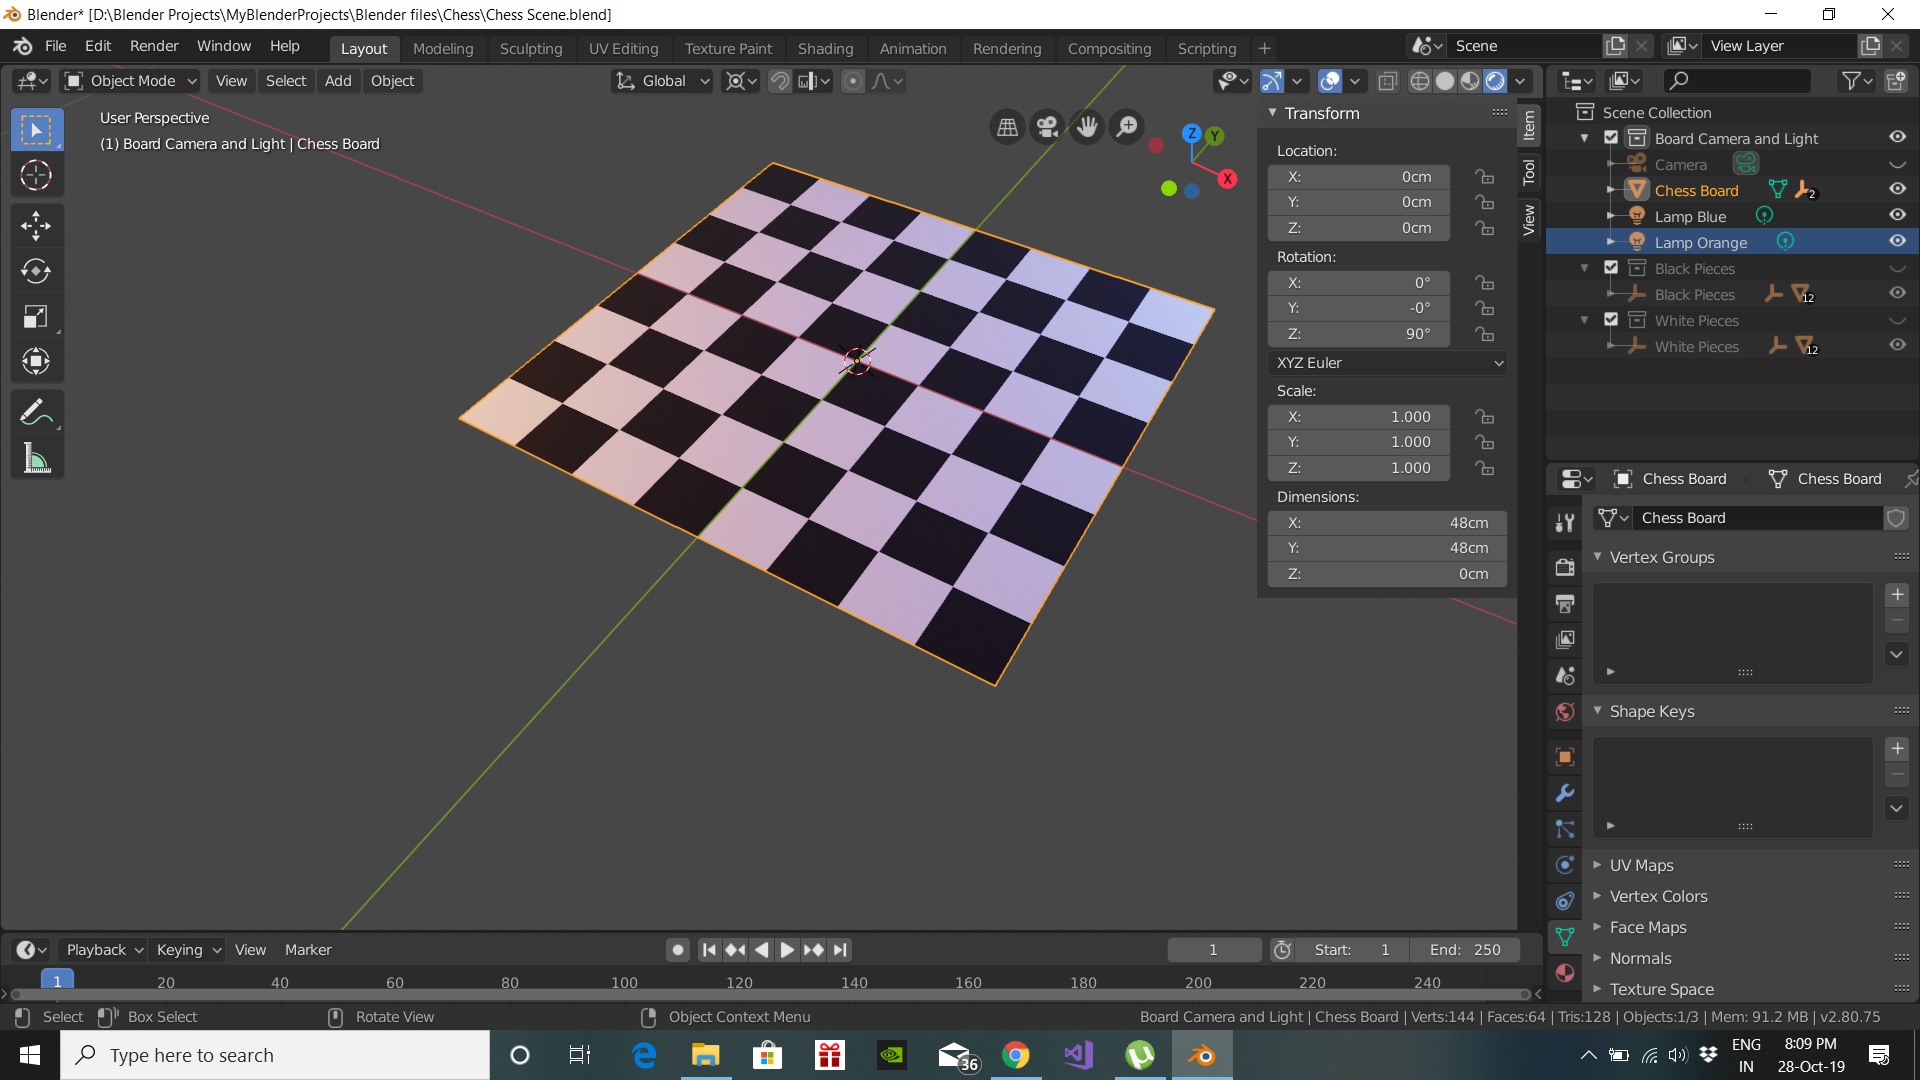 Blender* [D:\Blender Projects\MyBlenderProjects\Blender files\Chess\Chess Scene.blend]
File Edit Render Window Help Layout Modeling Sculpting UV Editing Texture Paint Shading Animation Rendering Compositing Scripting + Scene View Layer
Object Mode View Select Add Object Global
User Perspective
(1) Board Camera and Light | Chess Board
Z Y X
Transform
Location:
X: 0cm
Y: 0cm
Z: 0cm
Rotation:
X: 0°
Y: -0°
Z: 90°
XYZ Euler
Scale:
X: 1.000
Y: 1.000
Z: 1.000
Dimensions:
X: 48cm
Y: 48cm
Z: 0cm
Item
Tool
View
Scene Collection
Board Camera and Light
Camera
Chess Board 2
Lamp Blue
Lamp Orange
Black Pieces
Black Pieces 12
White Pieces
White Pieces 12
Chess Board Chess Board
Chess Board
Vertex Groups
Shape Keys
UV Maps
Vertex Colors
Face Maps
Normals
Texture Space
Playback Keying View Marker 1 Start: 1 End: 250
1 20 40 60 80 100 120 140 160 180 200 220 240
Select Box Select Rotate View Object Context Menu Board Camera and Light | Chess Board | Verts:144 | Faces:64 | Tris:128 | Objects:1/3 | Mem: 91.2 MB | v2.80.75
Type here to search 36 ENG IN 8:09 PM 28-Oct-19